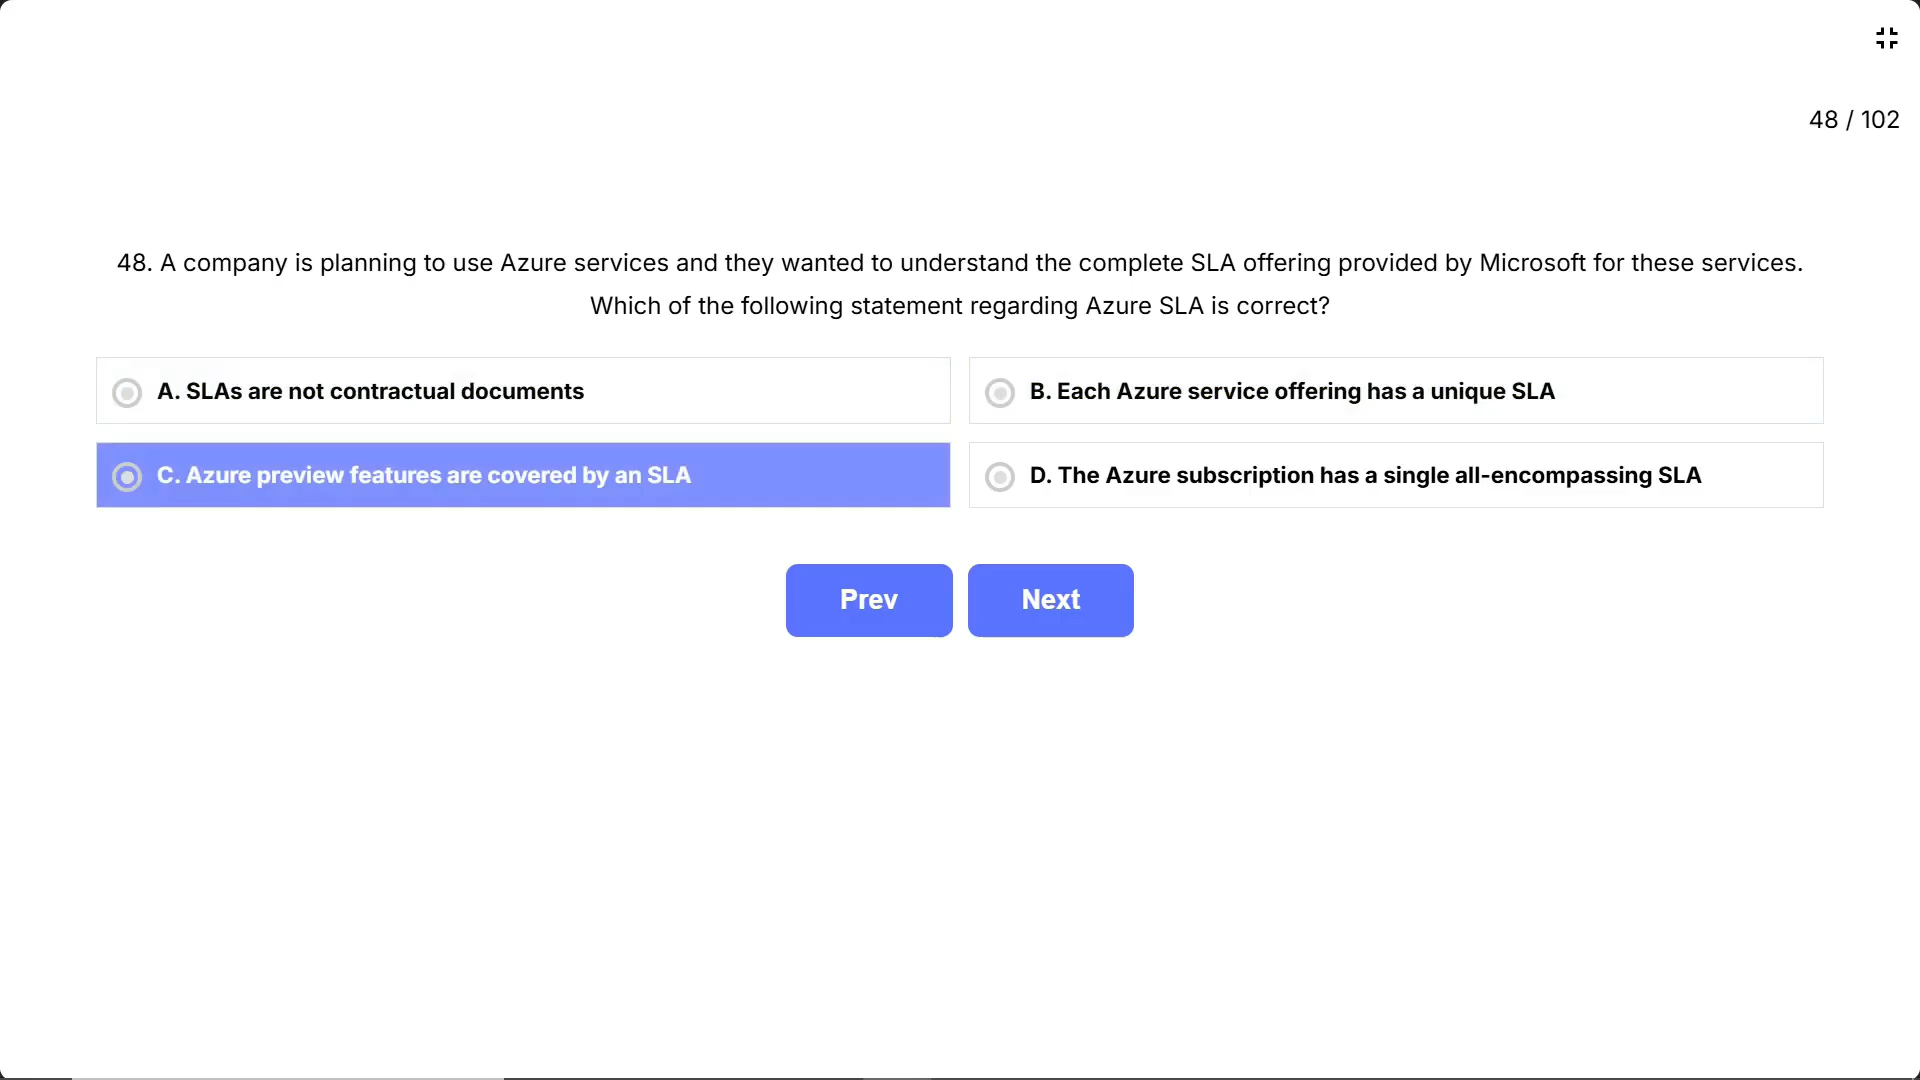 48 / 102
48. A company is planning to use Azure services and they wanted to understand the complete SLA offering provided by Microsoft for these services.
Which of the following statement regarding Azure SLA is correct?
A. SLAs are not contractual documents
B. Each Azure service offering has a unique SLA
C. Azure preview features are covered by an SLA
D. The Azure subscription has a single all-encompassing SLA
Prev
Next